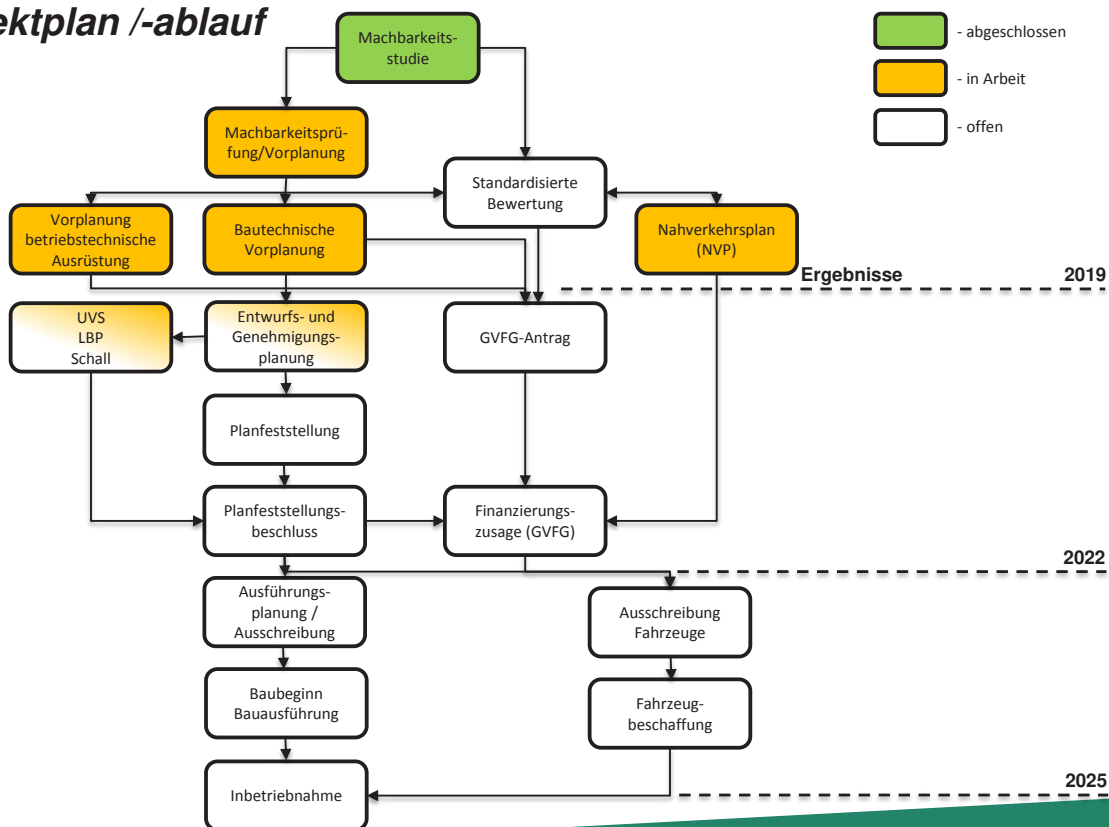 ektplan /-ablauf
Machbarkeits-
studie
- abgeschlossen
- in Arbeit
- offen
Machbarkeitsprü-
fung/Vorplanung
Standardisierte
Bewertung
Vorplanung
betriebstechnische
Ausrüstung
Bautechnische
Vorplanung
Nahverkehrsplan
(NVP)
Ergebnisse
2019
UVS
LBP
Schall
Entwurfs- und
Genehmigungs-
planung
GVFG-Antrag
Planfeststellung
Planfeststellungs-
beschluss
Finanzierungs-
zusage (GVFG)
2022
Ausführungs-
planung /
Ausschreibung
Ausschreibung
Fahrzeuge
Baubeginn
Bauausführung
Fahrzeug-
beschaffung
2025
Inbetriebnahme